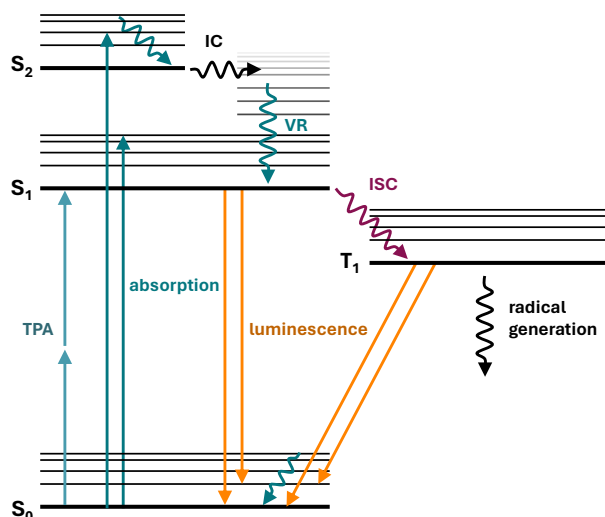 IC
S2
VR
S1
ISC
T1
absorption
radical
generation
TPA
luminescence
S0